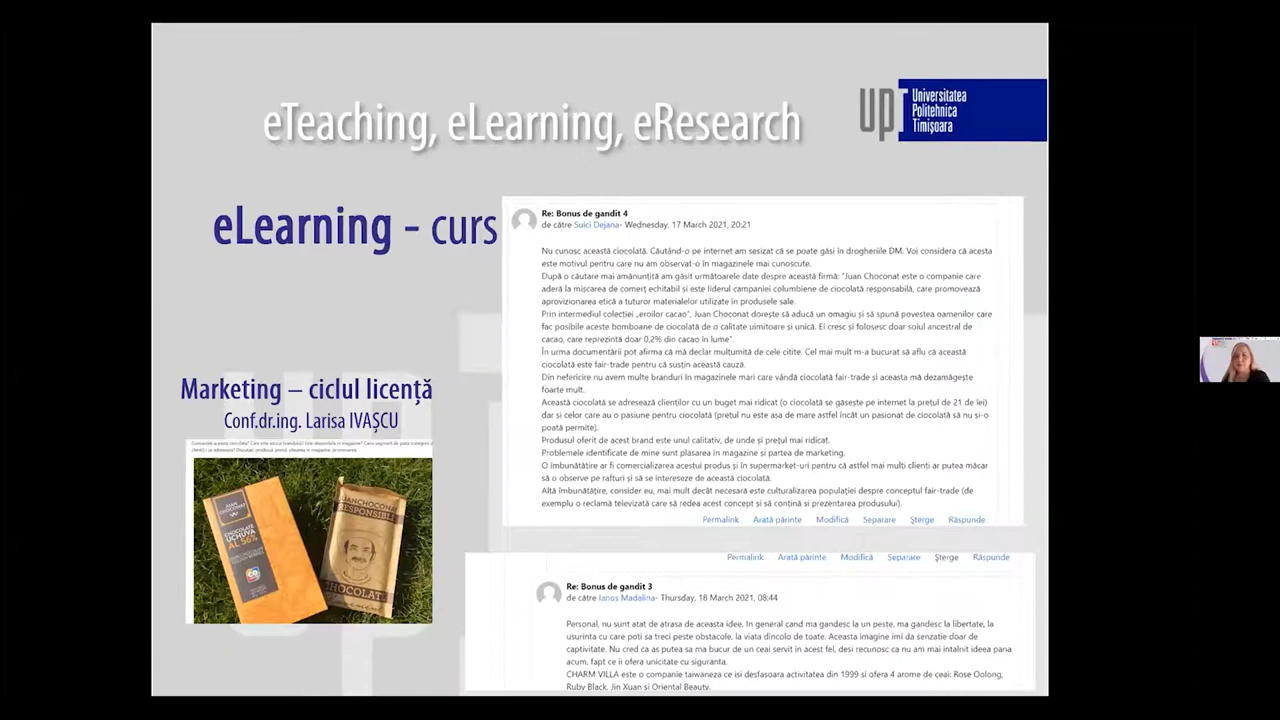 eTeaching, eLearning, eResearch
UPT Universitatea
Politehnica
Timișoara
eLearning - curs
Marketing – ciclul licență
Conf.dr.ing. Larisa IVAȘCU
JUAN
CHOCONAT
CHOCOLATE
UCHUVA
AL 56%
JUANCHOCONAT
RESPONSIBLE
CHOCOLATE
Re: Bonus de gandit 4
de către Suici Dejana- Wednesday, 17 March 2021, 20:21
Nu cunosc această ciocolată. Căutând-o pe internet am sesizat că se poate găsi în drogheriile DM. Voi considera că acesta
este motivul pentru care nu am observat-o în magazinele mai cunoscute.
După o căutare mai amănunțită am găsit următoarele date despre această firmă: "Juan Choconat este o companie care
aderă la mișcarea de comerț echitabil și este liderul campaniei columbiene de ciocolată responsabilă, care promovează
aprovizionarea etică a tuturor materialelor utilizate în produsele sale.
Prin intermediul colecției „eroilor cacao", Juan Choconat dorește să aducă un omagiu și să spună povestea oamenilor care
fac posibile aceste bomboane de ciocolată de o calitate uimitoare și unică. Ei cresc și folosesc doar soiul ancestral de
cacao, care reprezintă doar 0,2% din cacao în lume".
În urma documentării pot afirma că mă declar mulțumită de cele citite. Cel mai mult m-a bucurat să aflu că această
ciocolată este fair-trade pentru că susțin această cauză.
Din nefericire nu avem multe branduri în magazinele mari care vândă ciocolată fair-trade și aceasta mă dezamăgește
foarte mult.
Această ciocolată se adresează clienților cu un buget mai ridicat (o ciocolată se găsește pe internet la prețul de 21 de lei)
dar și celor care au o pasiune pentru ciocolată (prețul nu este așa de mare astfel încât un pasionat de ciocolată să nu și-o
poată permite).
Produsul oferit de acest brand este unul calitativ, de unde și prețul mai ridicat.
Problemele identificate de mine sunt plasarea în magazine și partea de marketing.
O îmbunătățire ar fi comercializarea acestui produs și în supermarket-uri pentru că astfel mai mulți clienți ar putea măcar
să o observe pe rafturi și să se intereseze de această ciocolată.
Altă îmbunătățire, consider eu, mai mult decât necesară este culturalizarea populației despre conceptul fair-trade (de
exemplu o reclamă televizată care să redea acest concept și să conțină si prezentarea produsului).
Permalink Arată părinte Modifică Separare Şterge Răspunde
Permalink Arată părinte Modifică Separare Şterge Răspunde
Re: Bonus de gandit 3
de către Ianos Madalina- Thursday, 18 March 2021, 08:44
Personal, nu sunt atat de atrasa de aceasta idee. In general cand ma gandesc la un peste, ma gandesc la libertate, la
usurinta cu care poti sa treci peste obstacole, la viata dincolo de toate. Aceasta imagine imi da senzatie doar de
captivitate. Nu cred ca as putea sa ma bucur de un ceai servit in acest fel, desi recunosc ca nu am mai intalnit ideea pana
acum, fapt ce ii ofera unicitate cu siguranta.
CHARM VILLA este o companie taiwaneza ce isi desfasoara activitatea din 1999 si ofera 4 arome de ceai: Rose Oolong,
Ruby Black, Jin Xuan si Oriental Beauty.